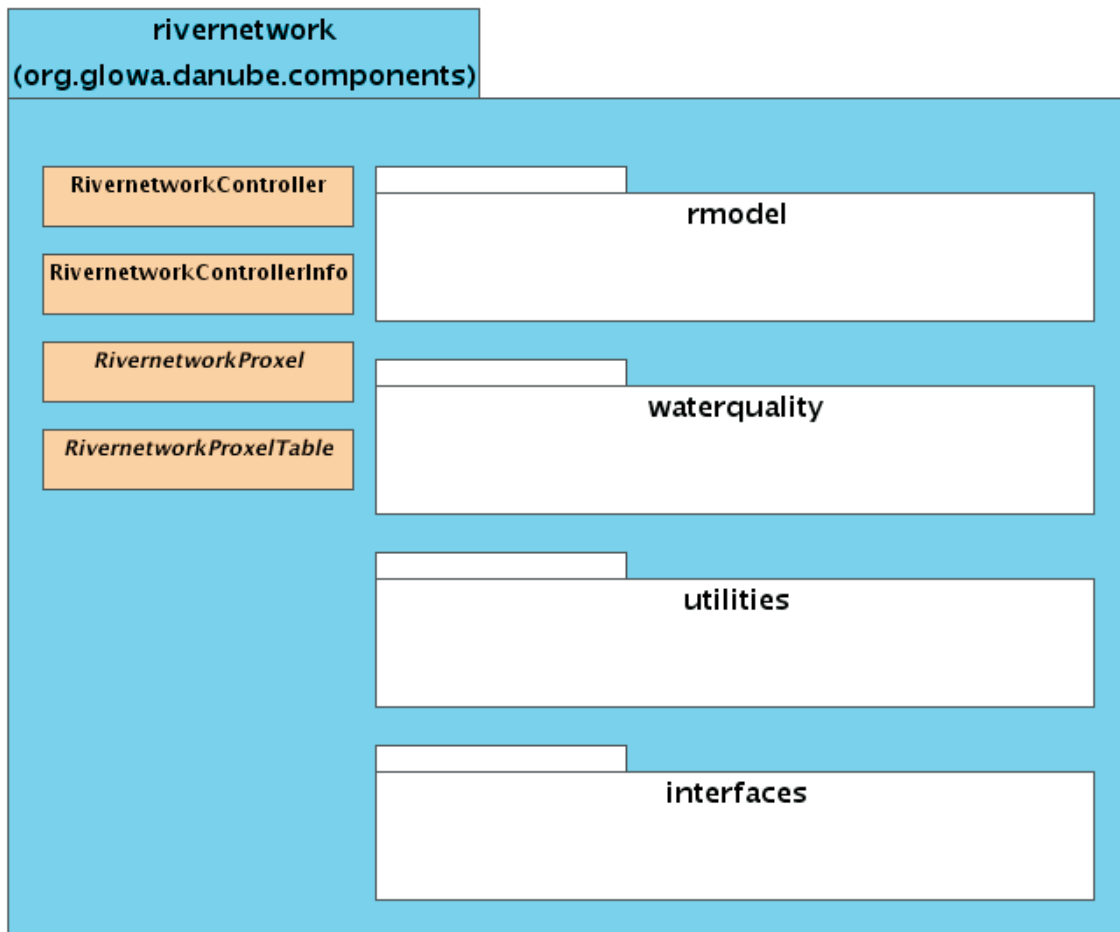 rivernetwork
(org.glowa.danube.components)
RivernetworkController
RivernetworkControllerInfo
RivernetworkProxel
RivernetworkProxelTable
rmodel
waterquality
utilities
interfaces